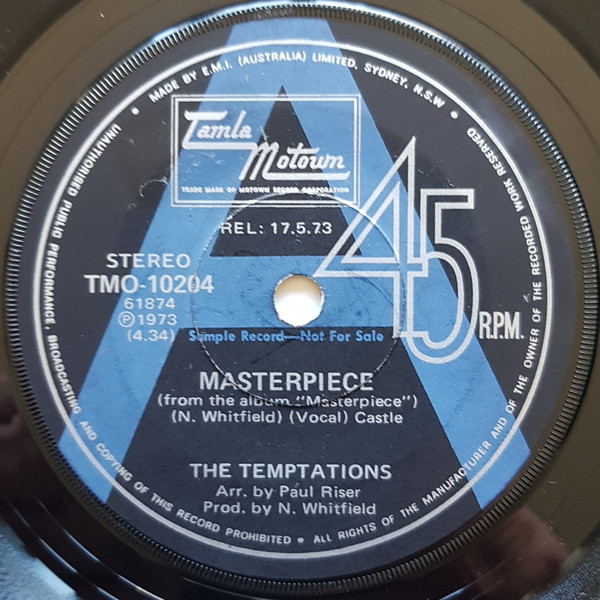 MADE BY E.M.I. (AUSTRALIA) LIMITED, SYDNEY, N.S.W
Tamla
Motown
TRADE MARK OF MOTOWN RECORD CORPORATION
REL: 17.5.73
45
R.P.M.
STEREO
TMO-10204
61874
Ⓟ1973
(4.34)
Sample Record—Not For Sale
MASTERPIECE
(from the album "Masterpiece")
(N. Whitfield) (Vocal) Castle
THE TEMPTATIONS
Arr. by Paul Riser
Prod. by N. Whitfield
UNAUTHORISED PUBLIC PERFORMANCE, BROADCASTING AND COPYING OF THIS RECORD PROHIBITED • ALL RIGHTS OF THE MANUFACTURER AND OF THE OWNER OF THE RECORDED WORK RESERVED